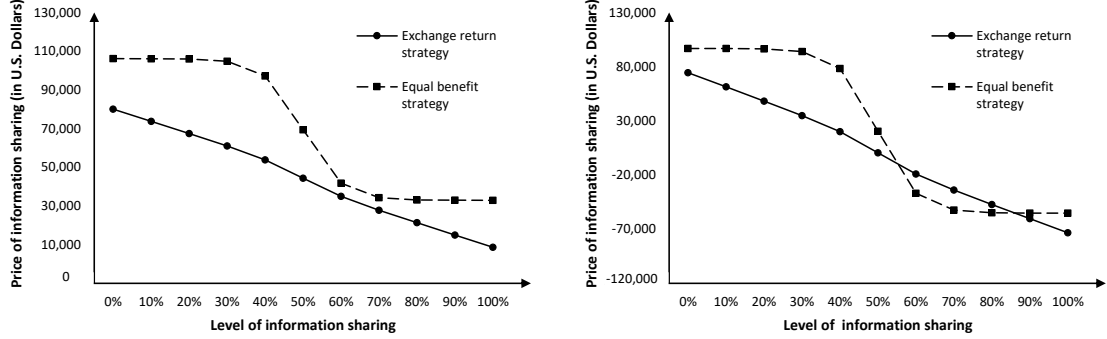 Price of information sharing (in U.S. Dollars)
130,000
110,000
90,000
70,000
50,000
30,000
10,000
0
0% 10% 20% 30% 40% 50% 60% 70% 80% 90% 100%
Level of information sharing
Exchange return
strategy
Equal benefit
strategy
Price of information sharing (in U.S. Dollars)
130,000
80,000
30,000
-20,000
-70,000
-120,000
0% 10% 20% 30% 40% 50% 60% 70% 80% 90% 100%
Level of information sharing
Exchange return
strategy
Equal benefit
strategy